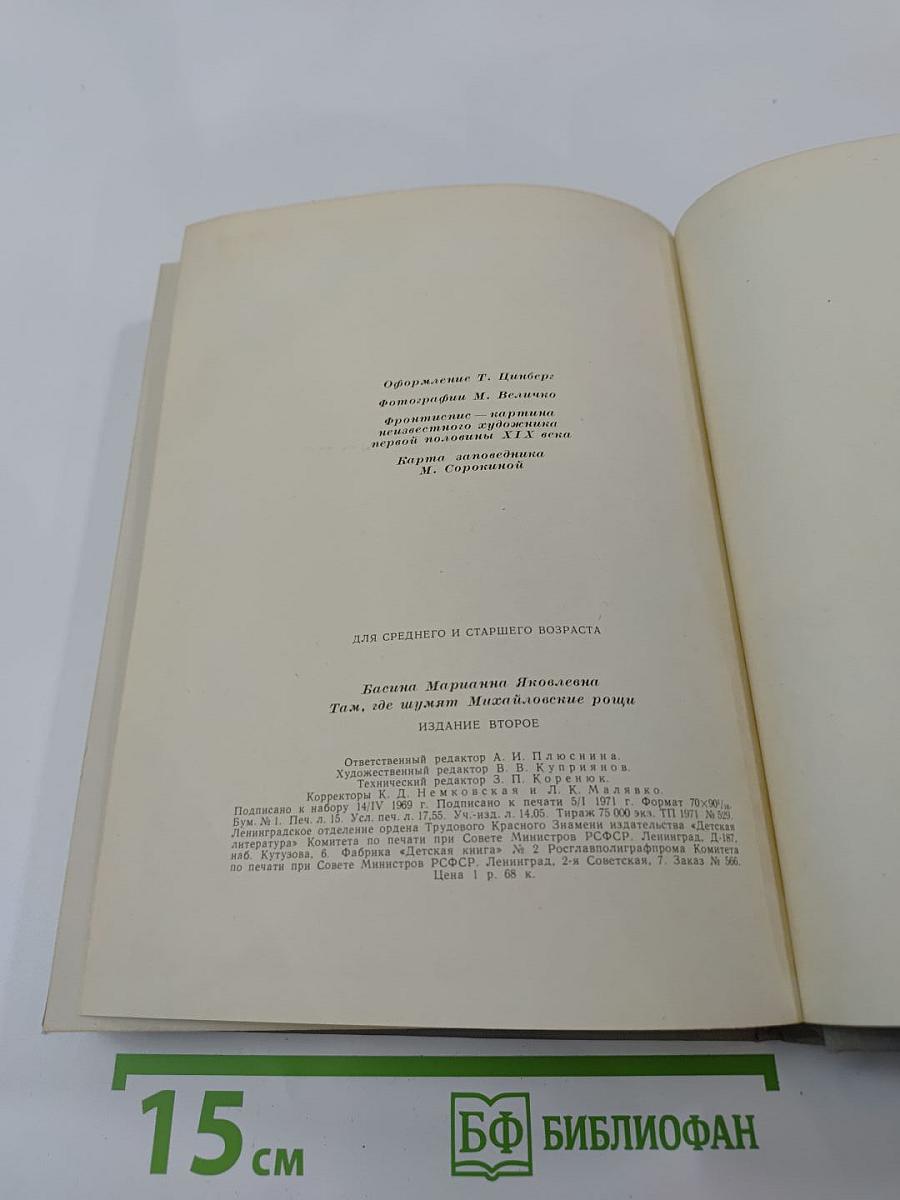 Оформление Т. Цинберг
Фотографии М. Величко
Фронтиспис — картина
неизвестного художника
первой половины XIX века
Карта заповедника
М. Сорокиной
ДЛЯ СРЕДНЕГО И СТАРШЕГО ВОЗРАСТА
Басина Марианна Яковлевна
Там, где шумят Михайловские рощи
ИЗДАНИЕ ВТОРОЕ
Ответственный редактор А. И. Плюснина.
Художественный редактор В. В. Куприянов.
Технический редактор З. П. Коренюк.
Корректоры К. Д. Немковская и Л. К. Малявко.
Подписано к набору 14/IV 1969 г. Подписано к печати 5/I 1971 г. Формат 70×90¹/₁₆.
Бум. № 1. Печ. л. 15. Усл. печ. л. 17,55. Уч.-изд. л. 14,05. Тираж 75 000 экз. ТП 1971 № 529.
Ленинградское отделение ордена Трудового Красного Знамени издательства «Детская
литература» Комитета по печати при Совете Министров РСФСР. Ленинград, Д-187,
наб. Кутузова, 6. Фабрика «Детская книга» № 2 Росглавполиграфпрома Комитета
по печати при Совете Министров РСФСР. Ленинград, 2-я Советская, 7. Заказ № 566.
Цена 1 р. 68 к.
15 см
БФ БИБЛИОФАН